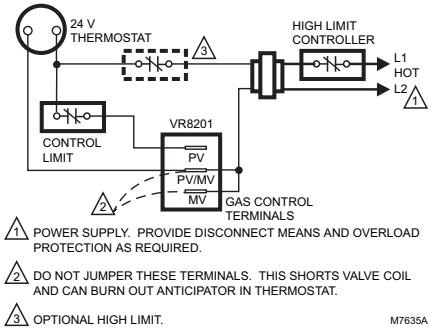 24 V
THERMOSTAT
3
HIGH LIMIT
CONTROLLER
L1
HOT
L2
1
CONTROL
LIMIT
VR8201
PV
PV/MV
MV
2
GAS CONTROL
TERMINALS
1 POWER SUPPLY. PROVIDE DISCONNECT MEANS AND OVERLOAD
PROTECTION AS REQUIRED.
2 DO NOT JUMPER THESE TERMINALS. THIS SHORTS VALVE COIL
AND CAN BURN OUT ANTICIPATOR IN THERMOSTAT.
3 OPTIONAL HIGH LIMIT.
M7635A